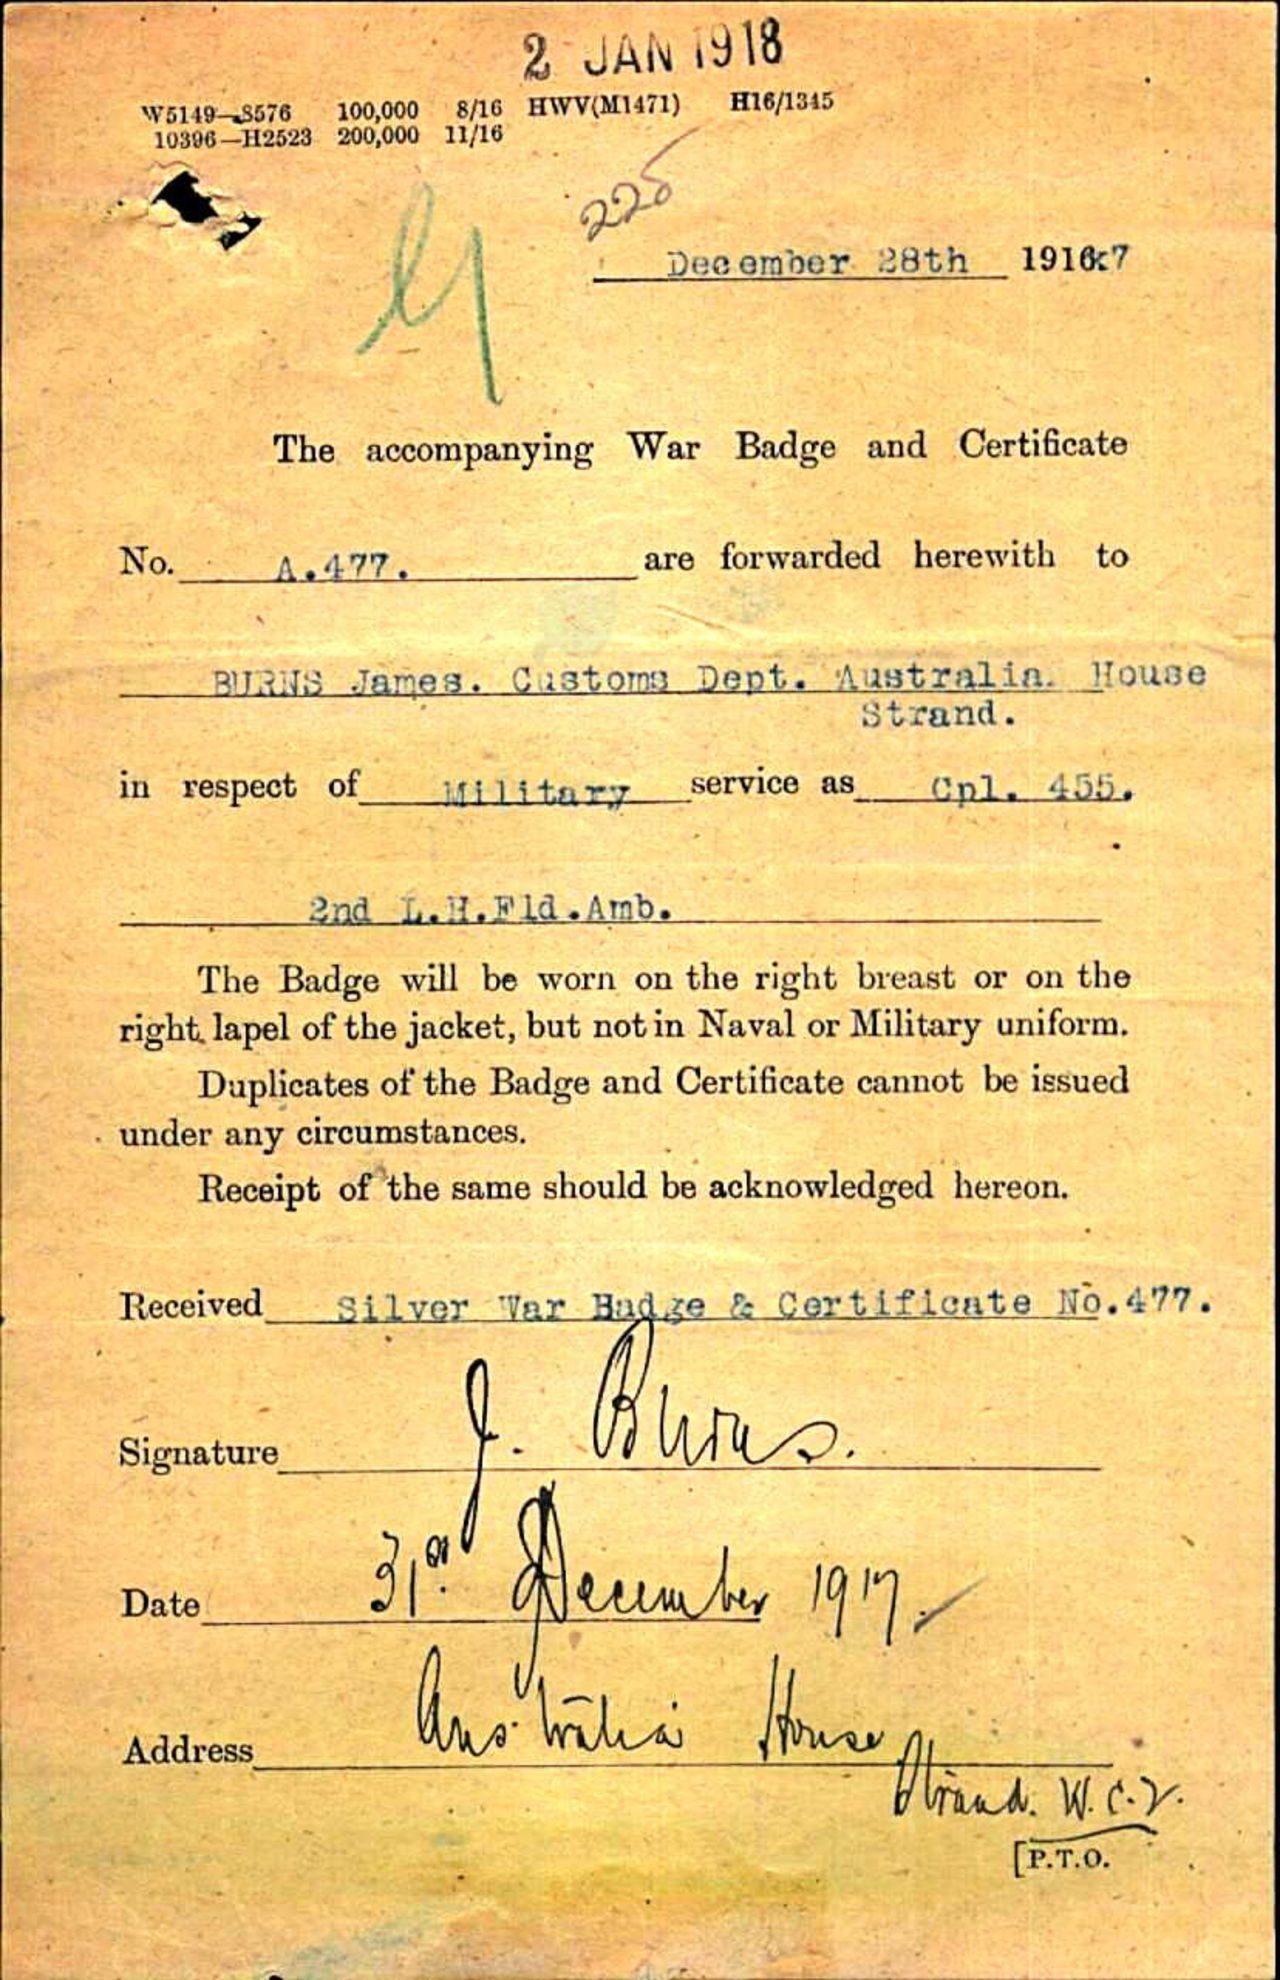 2 JAN 1918
W5149—S576 100,000 8/16 HWV(M1471) H16/1345
10396—H2523 200,000 11/16
225
December 28th 1916x7
The accompanying War Badge and Certificate
No. A.477. are forwarded herewith to
BURNS James. Customs Dept. Australia House
Strand.
in respect of Military service as Cpl. 455.
2nd L.H.Fld.Amb.
The Badge will be worn on the right breast or on the
right lapel of the jacket, but not in Naval or Military uniform.
Duplicates of the Badge and Certificate cannot be issued
under any circumstances.
Receipt of the same should be acknowledged hereon.
Received Silver War Badge & Certificate No.477.
Signature J. Burns.
Date 31st December 1917.
Address Australia House
Strand. W.C.2.
[P.T.O.